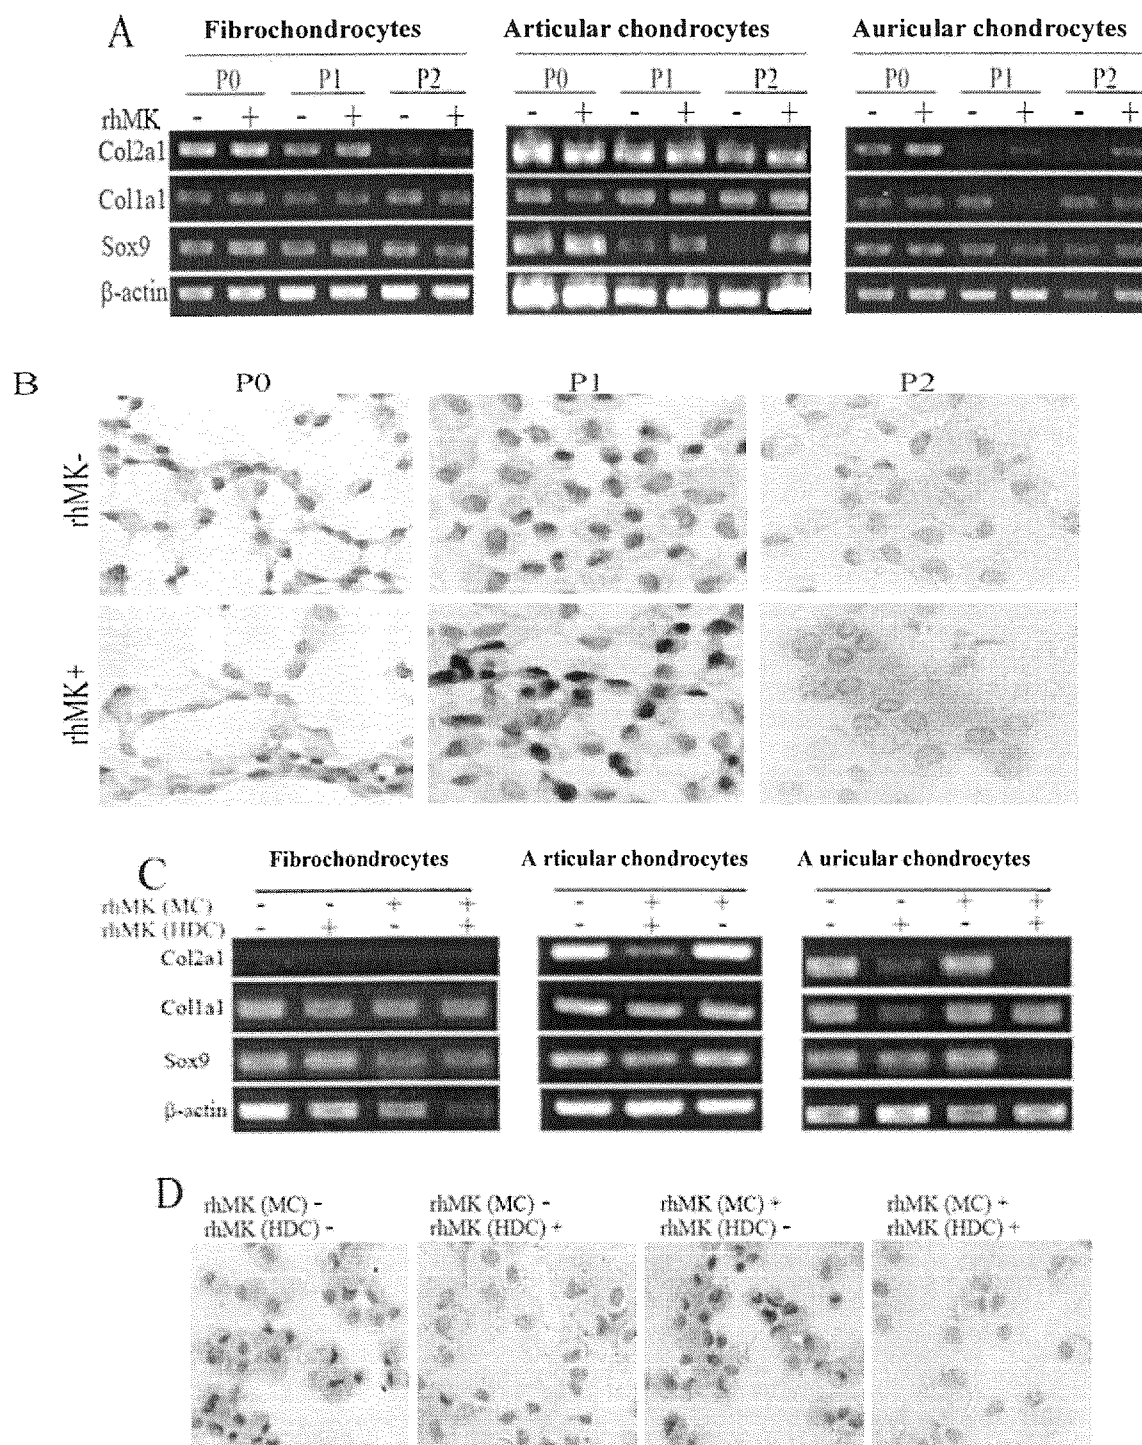 A
Fibrochondrocytes Articular chondrocytes Auricular chondrocytes
P0 P1 P2 P0 P1 P2 P0 P1 P2
rhMK - + - + - + - + - + - + - + - + - +
Col2a1
Col1a1
Sox9
β-actin
B
P0 P1 P2
rhMK-
rhMK+
C
Fibrochondrocytes A rticular chondrocytes A uricular chondrocytes
rhMK (MC) - - + + - + + - - + +
rhMK (HDC) - + - + - + - - + - +
Col2a1
Col1a1
Sox9
β-actin
D
rhMK (MC) - rhMK (MC) - rhMK (MC) + rhMK (MC) +
rhMK (HDC) - rhMK (HDC) + rhMK (HDC) - rhMK (HDC) +